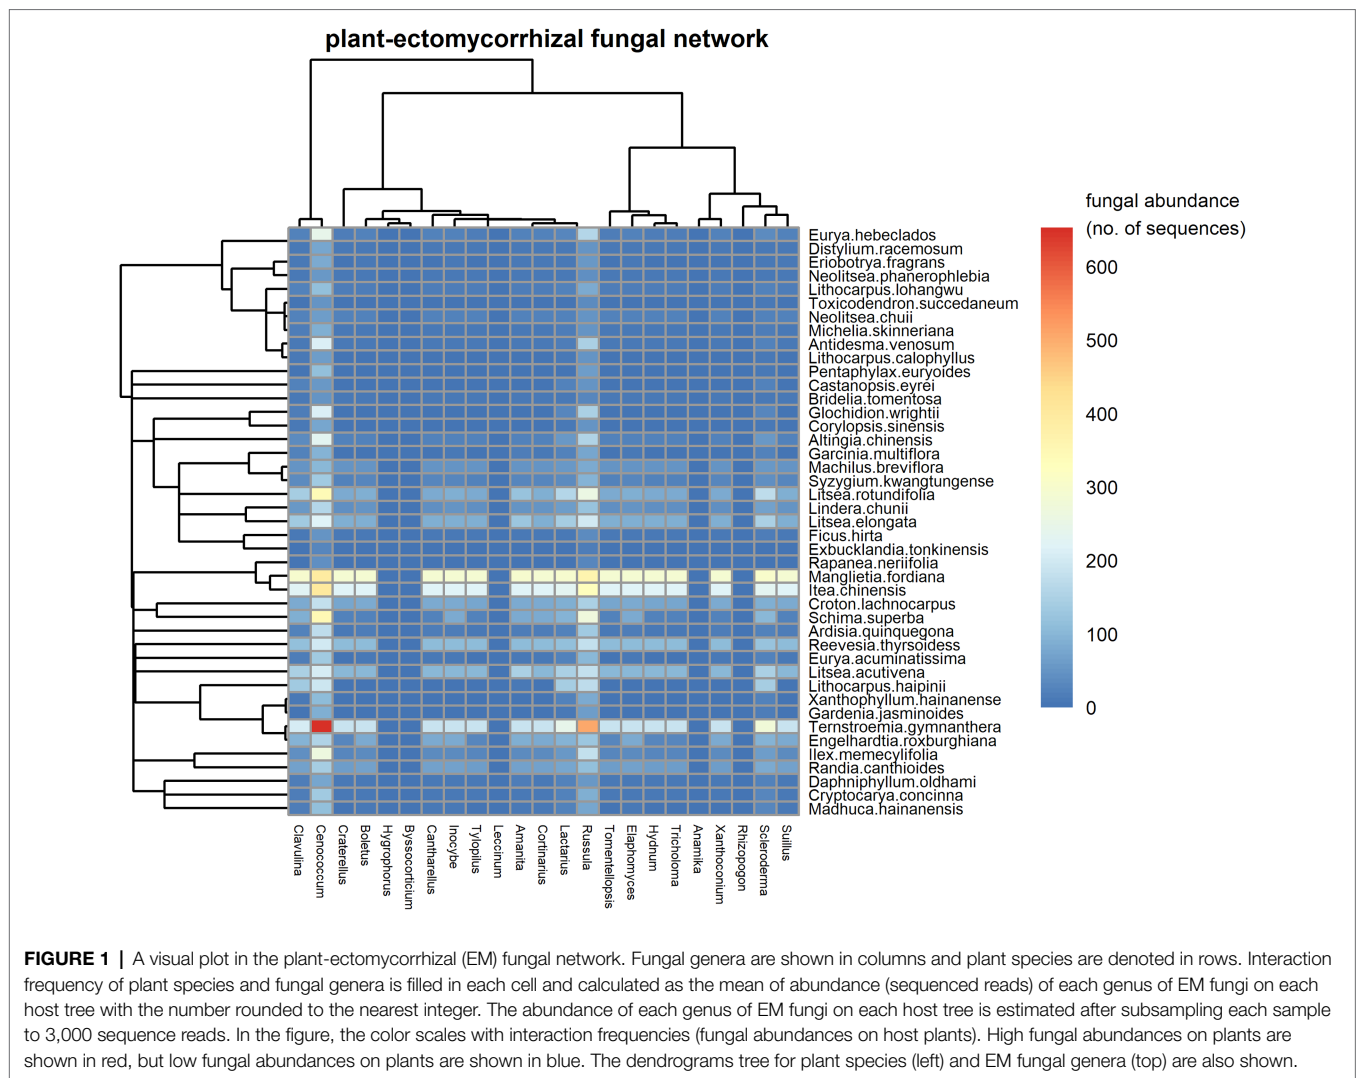 plant-ectomycorrhizal fungal network
fungal abundance
(no. of sequences)
600
500
400
300
200
100
0
Eurya.hebeclados
Distylium.racemosum
Eriobotrya.fragrans
Neolitsea.phanerophlebia
Lithocarpus.lohangwu
Toxicodendron.succedaneum
Neolitsea.chuii
Michelia.skinneriana
Antidesma.venosum
Lithocarpus.calophyllus
Pentaphylax.euryoides
Castanopsis.eyrei
Bridelia.tomentosa
Glochidion.wrightii
Corylopsis.sinensis
Altingia.chinensis
Garcinia.multiflora
Machilus.breviflora
Syzygium.kwangtungense
Litsea.rotundifolia
Lindera.chunii
Litsea.elongata
Ficus.hirta
Exbucklandia.tonkinensis
Rapanea.neriifolia
Manglietia.fordiana
Itea.chinensis
Croton.lachnocarpus
Schima.superba
Ardisia.quinquegona
Reevesia.thyrsoidess
Eurya.acuminatissima
Litsea.acutivena
Lithocarpus.haipinii
Xanthophyllum.hainanense
Gardenia.jasminoides
Ternstroemia.gymnanthera
Engelhardtia.roxburghiana
Ilex.memecylifolia
Randia.canthioides
Daphniphyllum.oldhami
Cryptocarya.concinna
Madhuca.hainanensis
Clavulina
Cenococcum
Craterellus
Boletus
Hygrophorus
Byssocorticium
Cantharellus
Inocybe
Tylopilus
Leccinum
Amanita
Cortinarius
Lactarius
Russula
Tomentellopsis
Elaphomyces
Hydnum
Tricholoma
Anamika
Xanthoconium
Rhizopogon
Scleroderma
Suillus
FIGURE 1 | A visual plot in the plant-ectomycorrhizal (EM) fungal network. Fungal genera are shown in columns and plant species are denoted in rows. Interaction
frequency of plant species and fungal genera is filled in each cell and calculated as the mean of abundance (sequenced reads) of each genus of EM fungi on each
host tree with the number rounded to the nearest integer. The abundance of each genus of EM fungi on each host tree is estimated after subsampling each sample
to 3,000 sequence reads. In the figure, the color scales with interaction frequencies (fungal abundances on host plants). High fungal abundances on plants are
shown in red, but low fungal abundances on plants are shown in blue. The dendrograms tree for plant species (left) and EM fungal genera (top) are also shown.